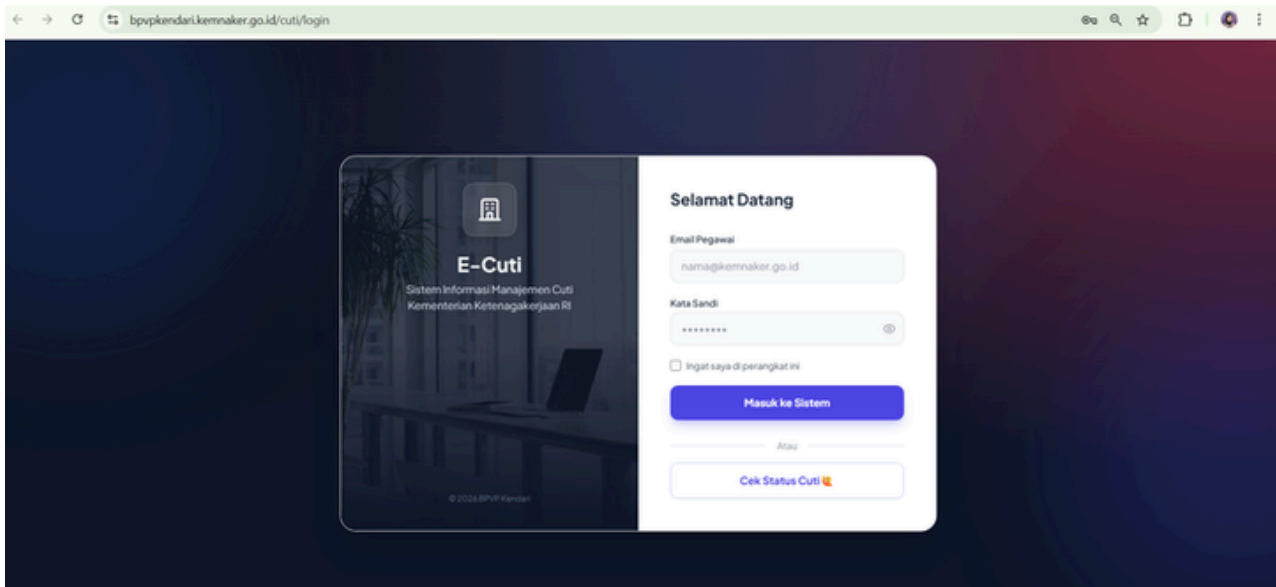 bpvpkendari.kemnaker.go.id/cuti/login
E-Cuti
Sistem Informasi Manajemen Cuti
Kementerian Ketenagakerjaan RI
© 2026 BPVP Kendari
Selamat Datang
Email Pegawai
nama@kemnaker.go.id
Kata Sandi
Ingat saya di perangkat ini
Masuk ke Sistem
Atau
Cek Status Cuti